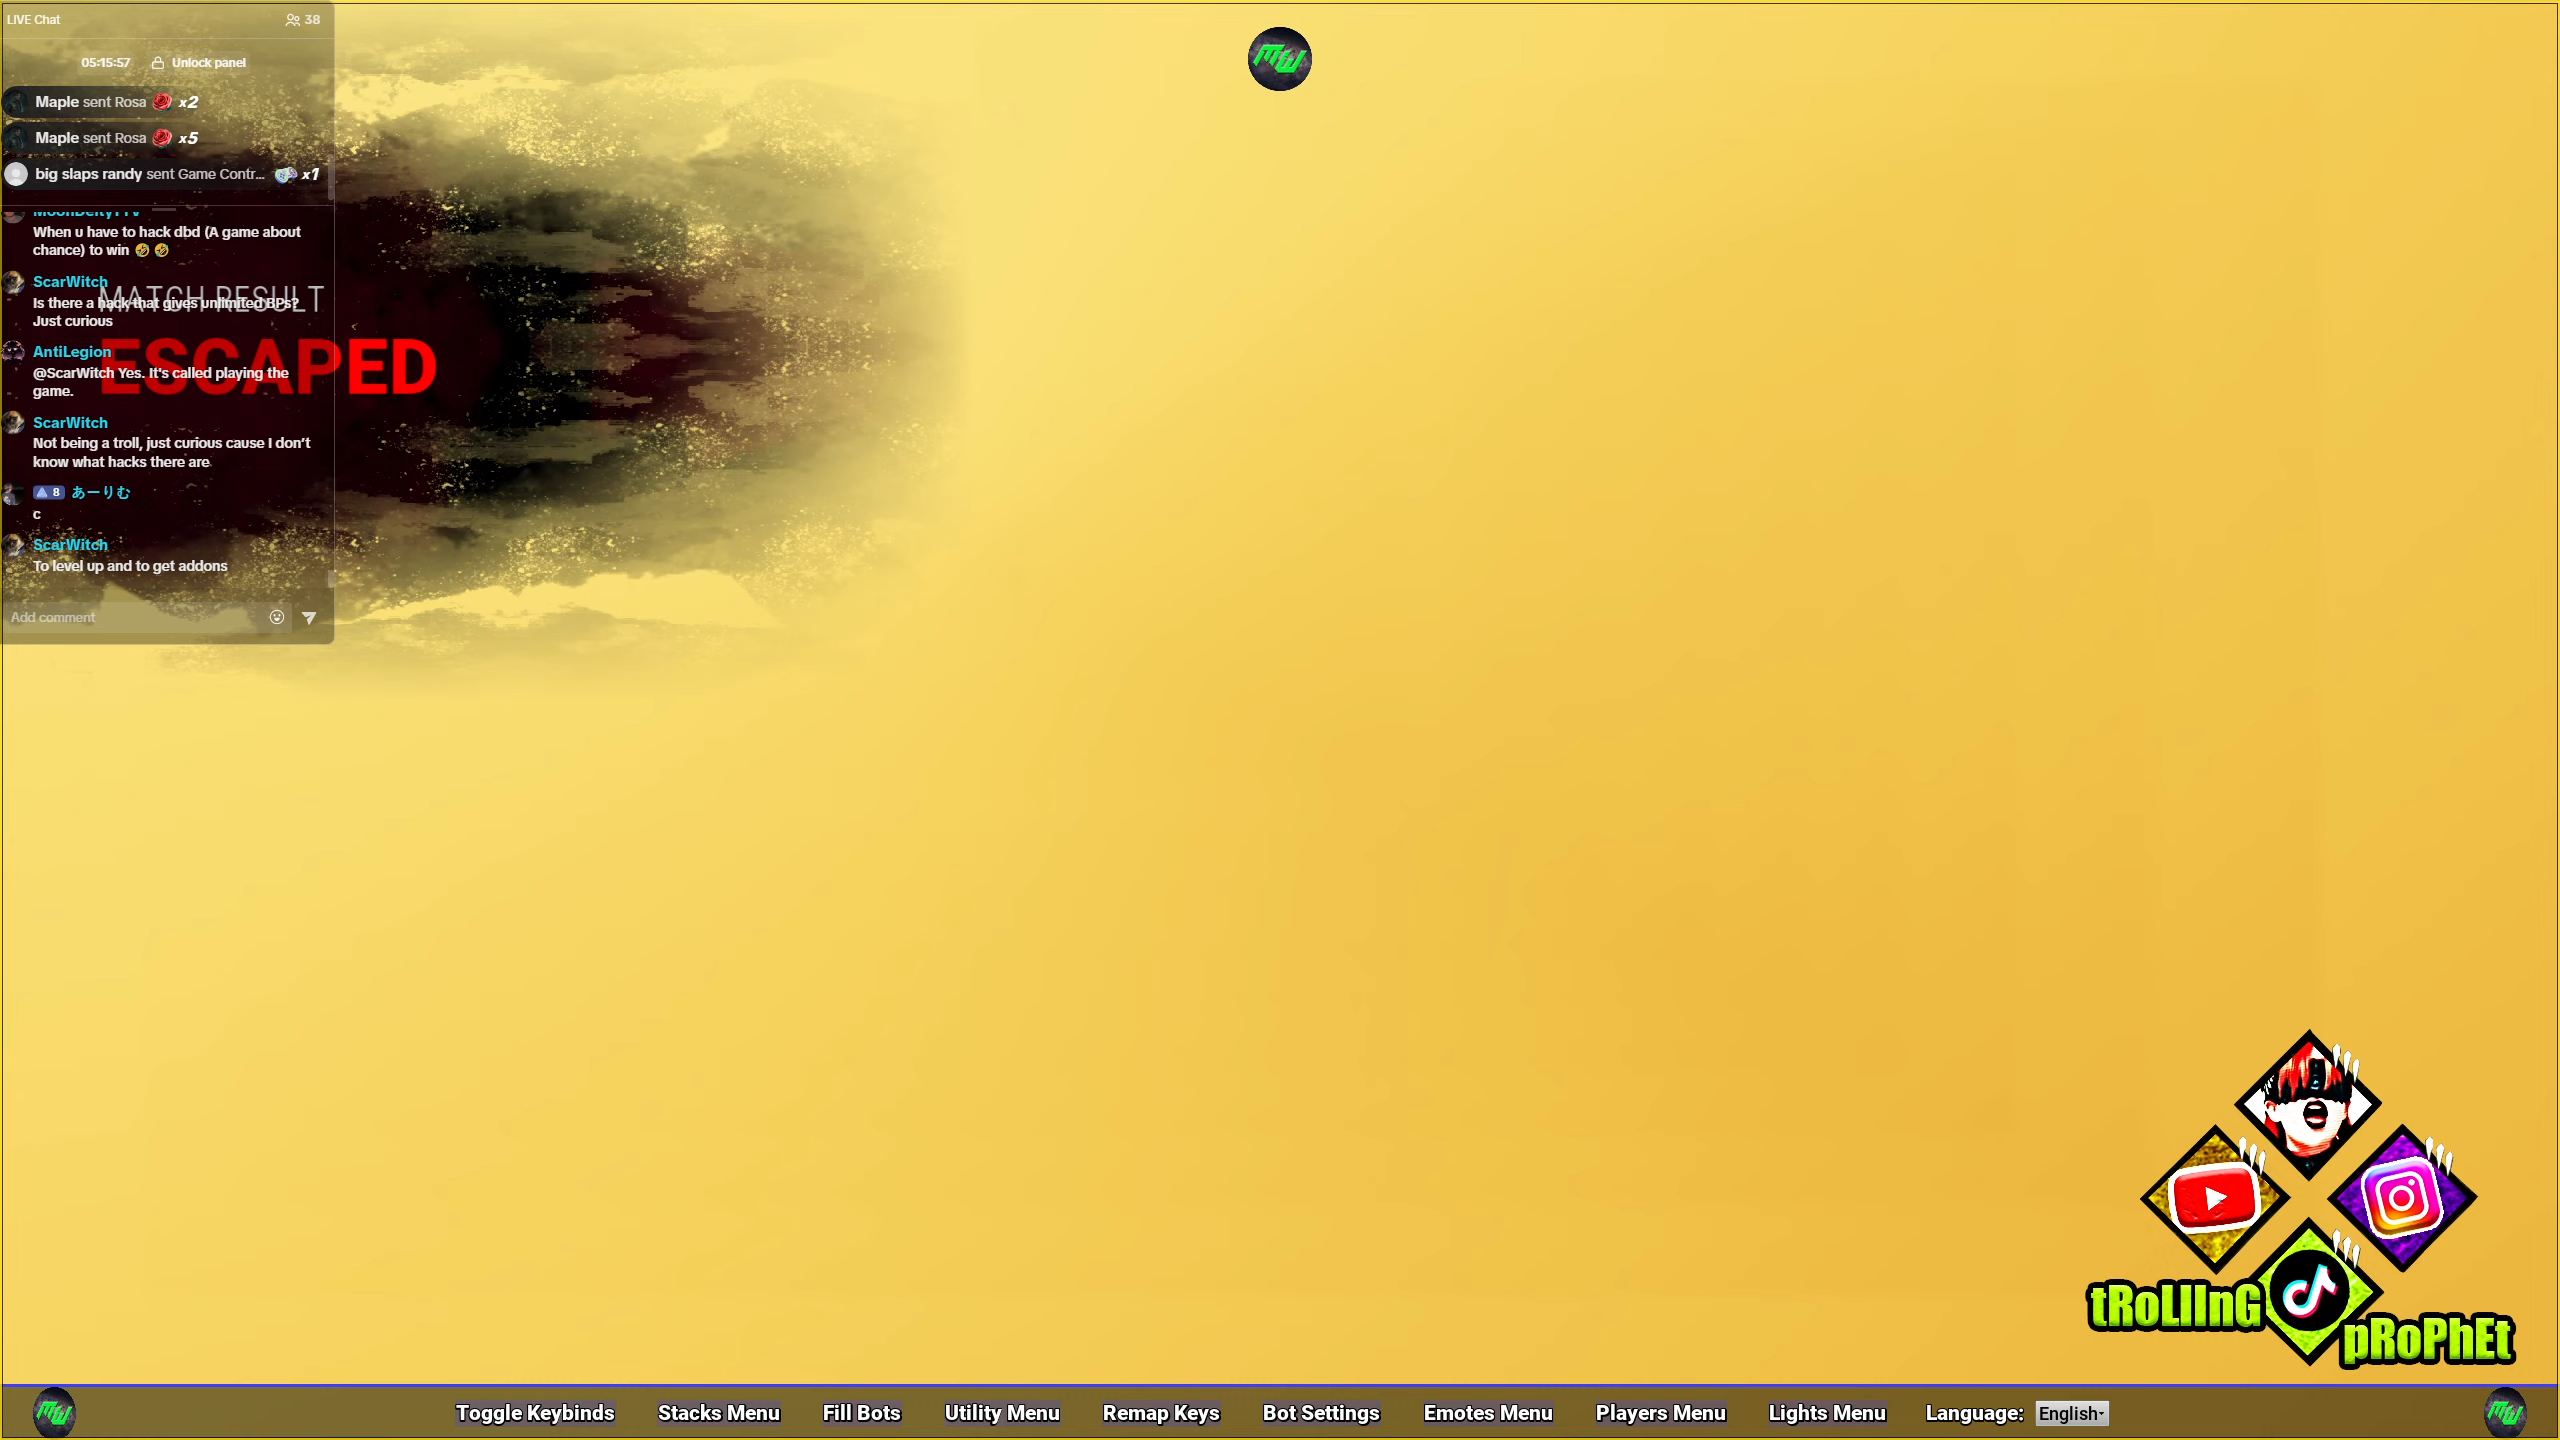 LIVE Chat 38
05:15:57 Unlock panel
Maple sent Rosa x2
Maple sent Rosa x5
big slaps randy sent Game Contr... x1
MoonDeityTTV
When u have to hack dbd (A game about
chance) to win 🤣 🤣
ScarWitch
Is there a hack that gives unlimited BPs?
Just curious
MATCH RESULT
ESCAPED
AntiLegion
@ScarWitch Yes. It's called playing the
game.
ScarWitch
Not being a troll, just curious cause I don't
know what hacks there are
8 あーりむ
c
ScarWitch
To level up and to get addons
Add comment
MW
tRoLlInG
pRoPhEt
MW Toggle Keybinds Stacks Menu Fill Bots Utility Menu Remap Keys Bot Settings Emotes Menu Players Menu Lights Menu Language: English MW